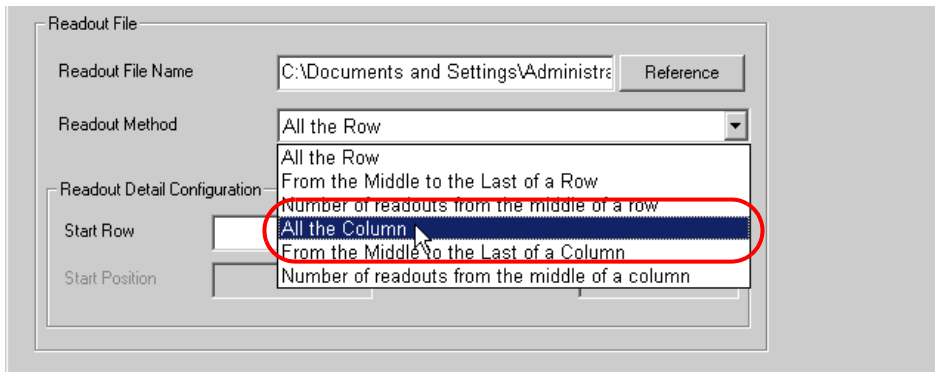 Readout File
Readout File Name C:\Documents and Settings\Administra Reference
Readout Method All the Row
All the Row
From the Middle to the Last of a Row
Readout Detail Configuration
Number of readouts from the middle of a row
Start Row All the Column
From the Middle to the Last of a Column
Start Position Number of readouts from the middle of a column